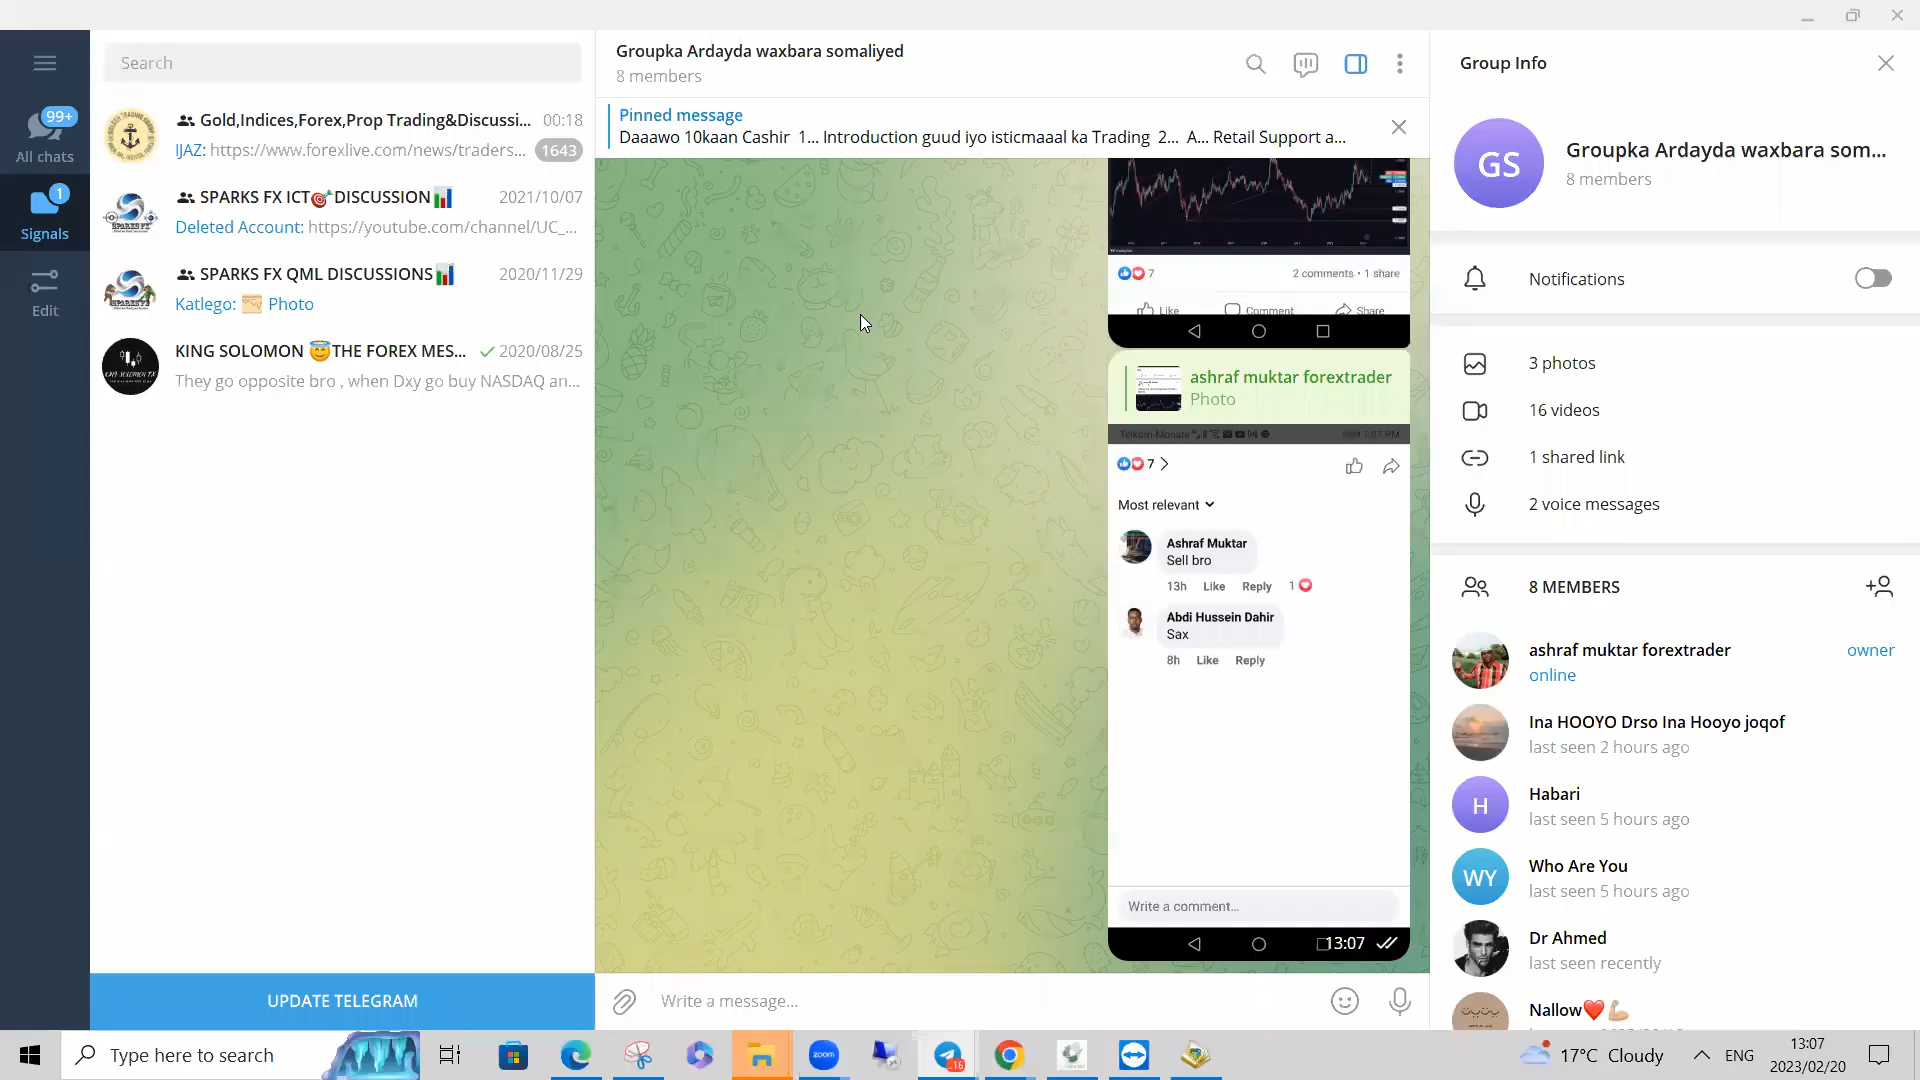 Search
Gold,Indices,Forex,Prop Trading&Discussi... 00:18
IJAZ: https://www.forexlive.com/news/traders... 1643
SPARKS FX ICT🎯DISCUSSION📊 2021/10/07
Deleted Account: https://youtube.com/channel/UC_...
SPARKS FX QML DISCUSSIONS📊 2020/11/29
Katlego: Photo
KING SOLOMON 😇THE FOREX MES... 2020/08/25
They go opposite bro , when Dxy go buy NASDAQ an...
UPDATE TELEGRAM
99+
All chats
1
Signals
Edit
Groupka Ardayda waxbara somaliyed
8 members
Pinned message
Daaawo 10kaan Cashir 1... Introduction guud iyo isticmaaal ka Trading 2... A... Retail Support a...
7
2 comments • 1 share
Like Comment Share
ashraf muktar forextrader
Photo
Telkom-Monate 1:07 PM
7
Most relevant
Ashraf Muktar
Sell bro
13h Like Reply 1
Abdi Hussein Dahir
Sax
8h Like Reply
Write a comment...
13:07
Write a message...
Group Info
GS
Groupka Ardayda waxbara som...
8 members
Notifications
3 photos
16 videos
1 shared link
2 voice messages
8 MEMBERS
ashraf muktar forextrader owner
online
Ina HOOYO Drso Ina Hooyo joqof
last seen 2 hours ago
H
Habari
last seen 5 hours ago
WY
Who Are You
last seen 5 hours ago
Dr Ahmed
last seen recently
Nallow❤️💪🏼
Type here to search
zoom
16
17°C Cloudy
ENG
13:07
2023/02/20